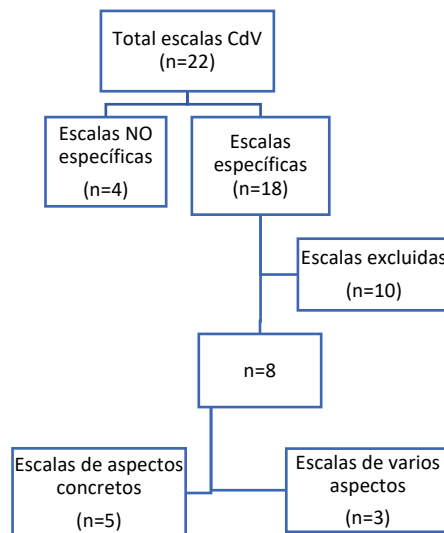 Total escalas CdV
(n=22)
Escalas NO
específicas
(n=4)
Escalas
específicas
(n=18)
Escalas excluidas
(n=10)
n=8
Escalas de aspectos
concretos
(n=5)
Escalas de varios
aspectos
(n=3)